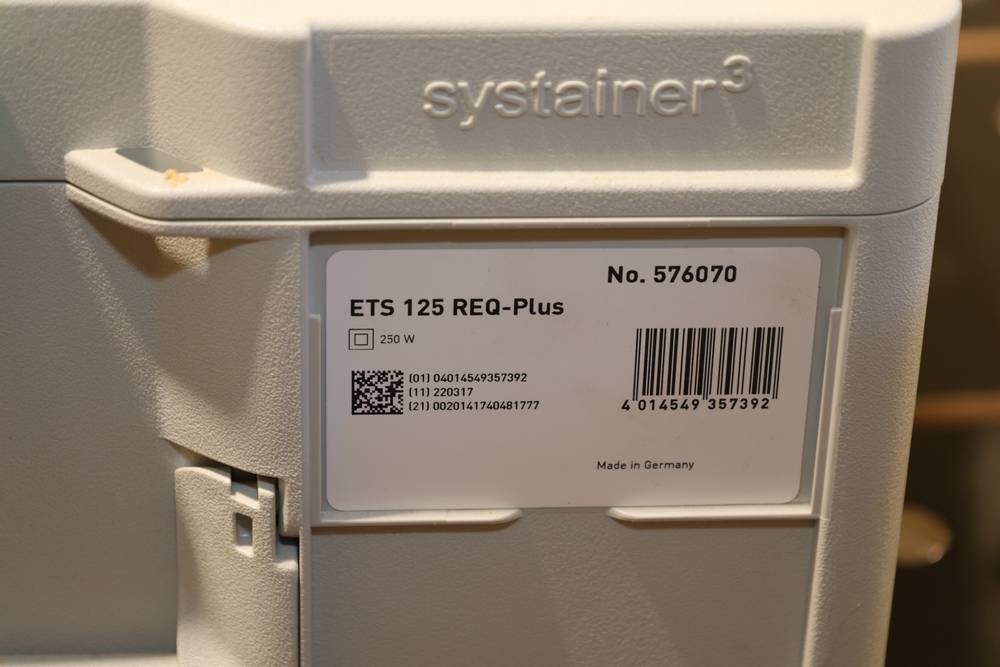 systainer³
No. 576070
ETS 125 REQ-Plus
250 W
(01) 04014549357392
(11) 220317
(21) 0020141740481777
4 014549 357392
Made in Germany